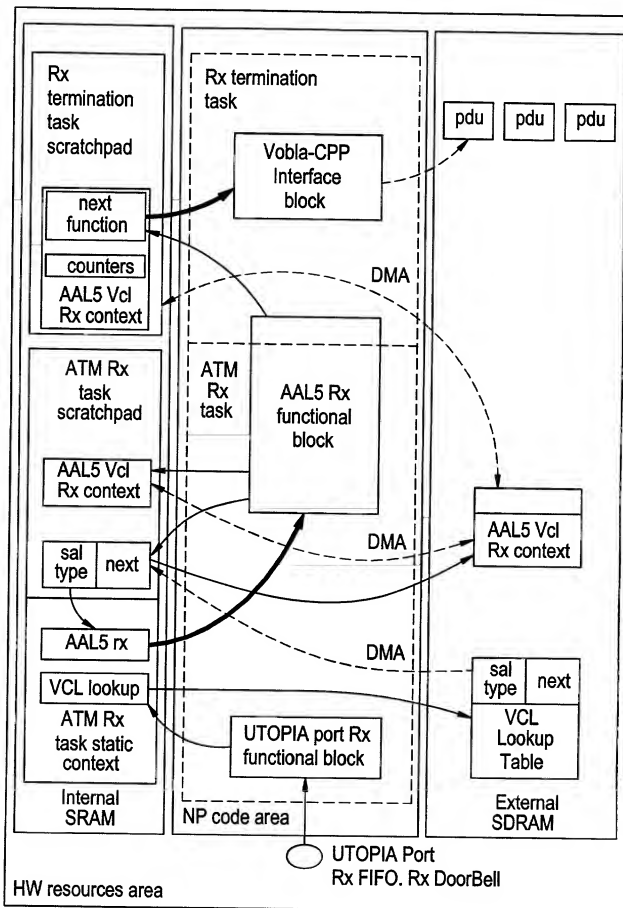 Rx
termination
task
scratchpad
next
function
counters
AAL5 Vcl
Rx context
ATM Rx
task
scratchpad
AAL5 Vcl
Rx context
sal
type
next
AAL5 rx
VCL lookup
ATM Rx
task static
context
Internal
SRAM
Rx termination
task
Vobla-CPP
Interface
block
DMA
ATM
Rx
task
AAL5 Rx
functional
block
DMA
DMA
UTOPIA port Rx
functional block
NP code area
pdu
pdu
pdu
AAL5 Vcl
Rx context
sal
type
next
VCL
Lookup
Table
External
SDRAM
UTOPIA Port
Rx FIFO. Rx DoorBell
HW resources area